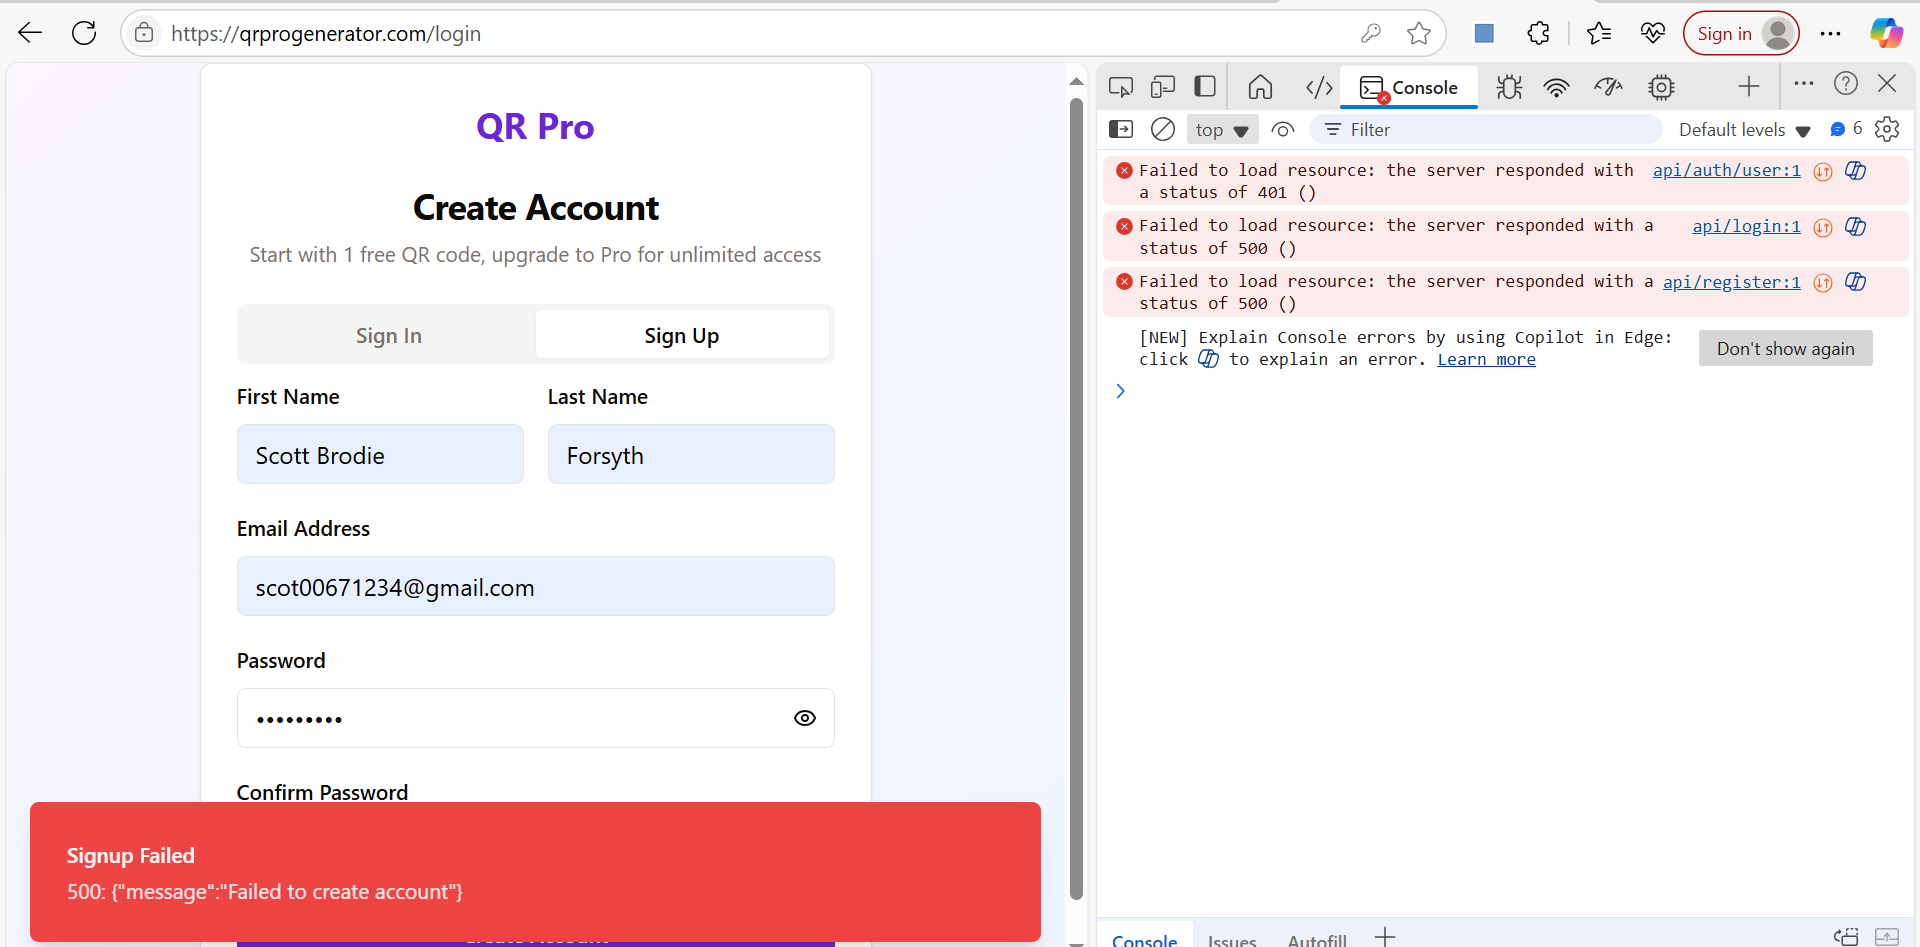 https://qrprogenerator.com/login
Sign in
QR Pro
Create Account
Start with 1 free QR code, upgrade to Pro for unlimited access
Sign In
Sign Up
First Name
Last Name
Scott Brodie
Forsyth
Email Address
scot00671234@gmail.com
Password
•••••••••
Confirm Password
Signup Failed
500: {"message":"Failed to create account"}
Console
top
Filter
Default levels
6
Failed to load resource: the server responded with api/auth/user:1
a status of 401 ()
Failed to load resource: the server responded with a api/login:1
status of 500 ()
Failed to load resource: the server responded with a api/register:1
status of 500 ()
[NEW] Explain Console errors by using Copilot in Edge:
click to explain an error. Learn more
Don't show again
Console
Issues
Autofill